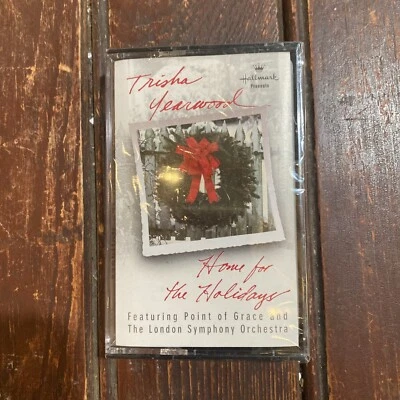 Hallmark
Presents
Trisha
Yearwood
Home for
the Holidays
Featuring Point of Grace and
The London Symphony Orchestra